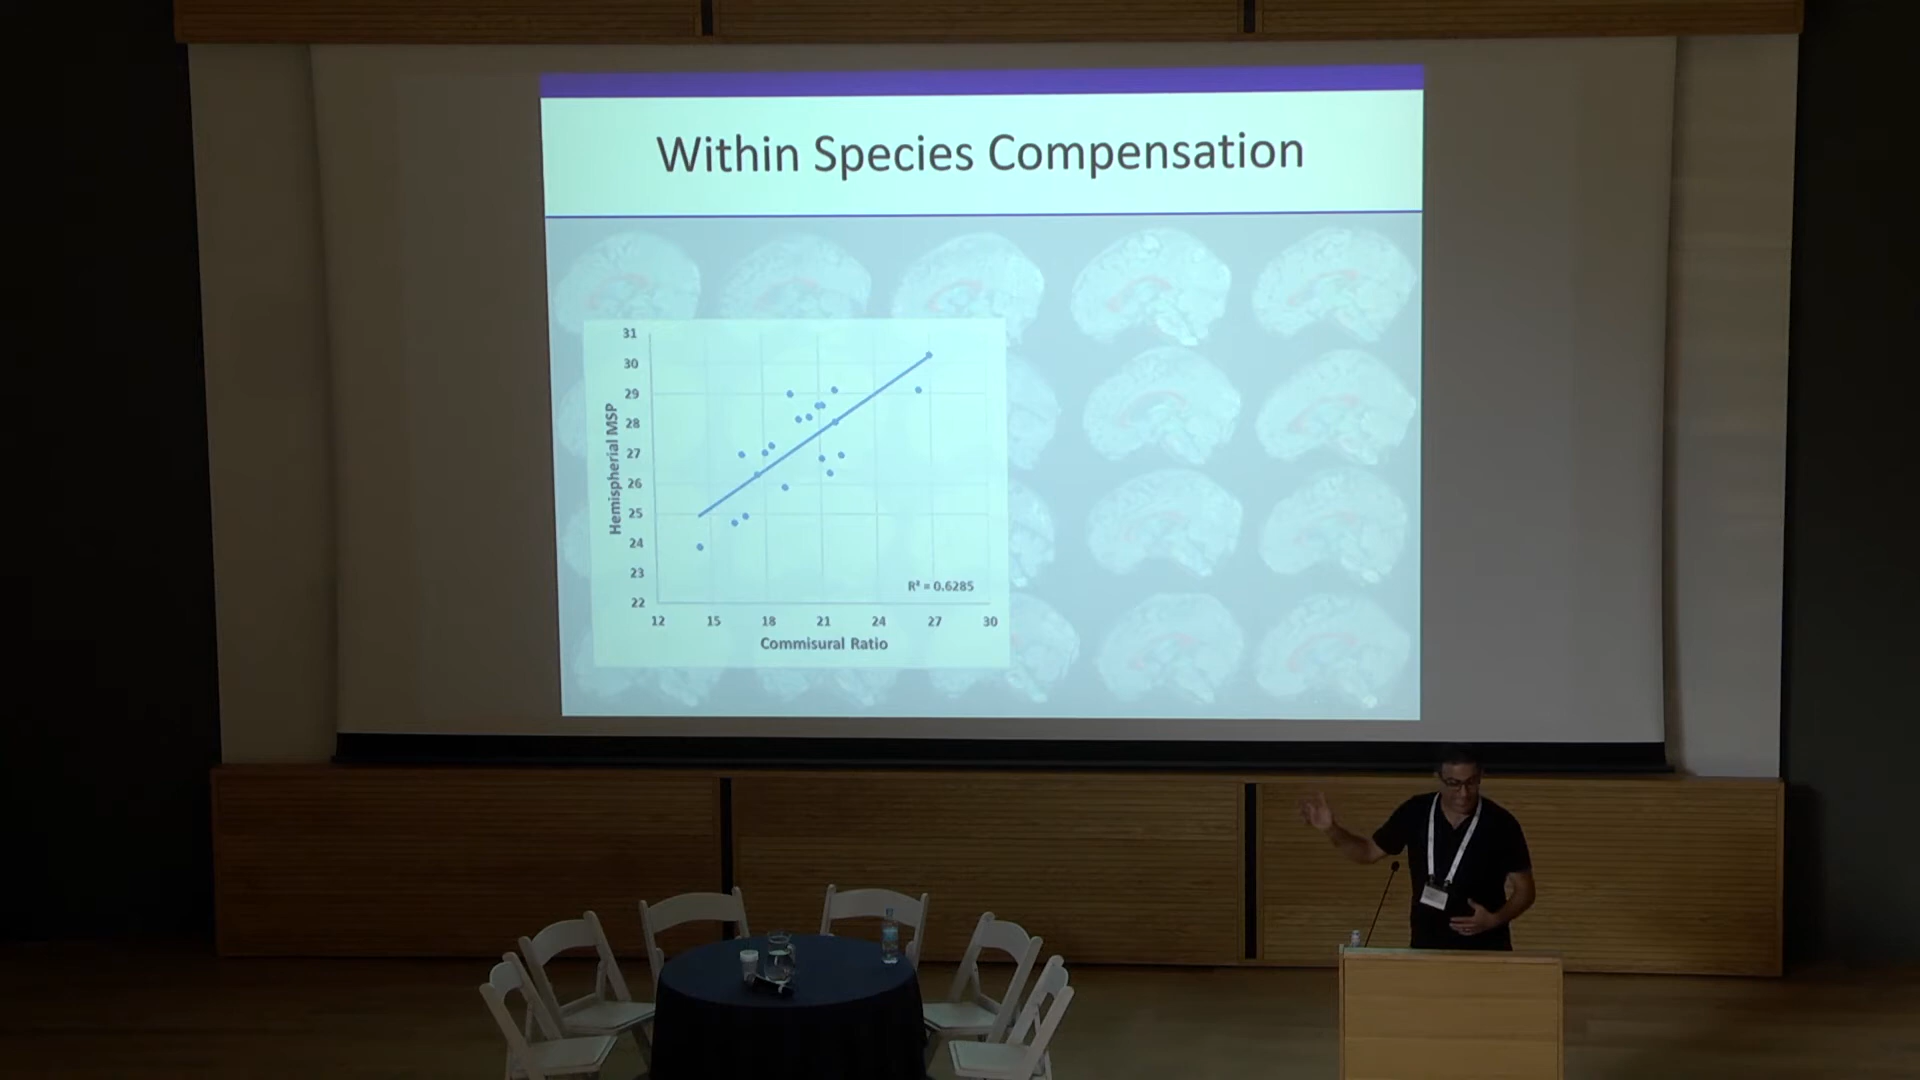 Within Species Compensation
31
30
29
28
27
26
25
24
23
22
Hemispherial MSP
R² = 0.6285
12 15 18 21 24 27 30
Commisural Ratio